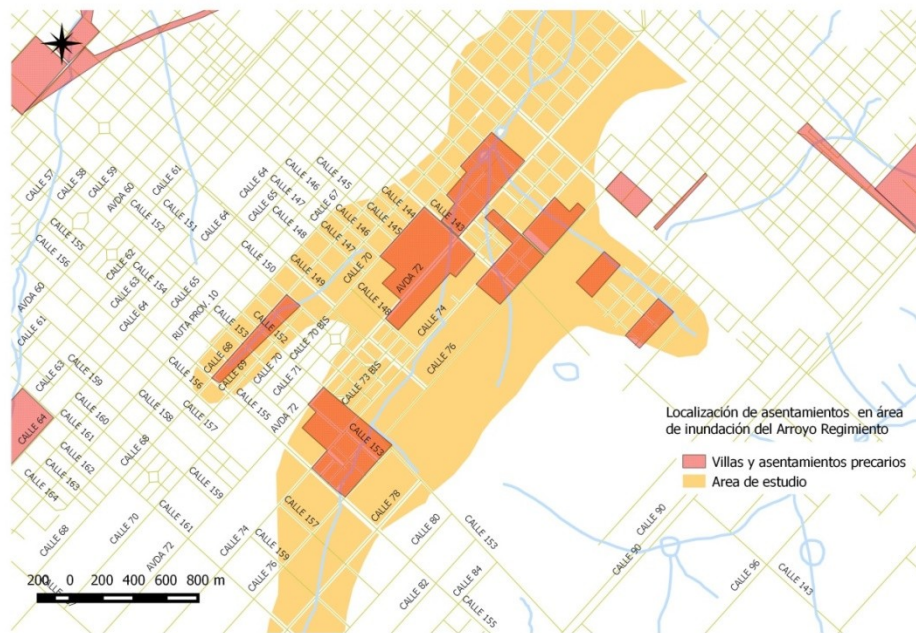 CALLE 57
CALLE 58
CALLE 59
AVDA 60
CALLE 61
CALLE 152
CALLE 151
CALLE 64
CALLE 64
CALLE 65
CALLE 147
CALLE 146
CALLE 145
CALLE 148
CALLE 67
CALLE 146
CALLE 147
CALLE 145
CALLE 144
CALLE 143
CALLE 155
CALLE 156
CALLE 62
CALLE 63
CALLE 154
CALLE 64
CALLE 65
CALLE 150
CALLE 149
CALLE 70
CALLE 148
AVDA 72
CALLE 74
CALLE 76
AVDA 60
CALLE 61
RUTA PROV. 10
CALLE 153
CALLE 152
CALLE 68
CALLE 69
CALLE 70
CALLE 70 BIS
CALLE 71
CALLE 73 BIS
CALLE 63
CALLE 159
CALLE 156
CALLE 155
CALLE 157
CALLE 158
AVDA 72
CALLE 64
CALLE 160
CALLE 161
CALLE 162
CALLE 163
CALLE 164
CALLE 68
CALLE 159
CALLE 153
CALLE 78
CALLE 157
CALLE 68
CALLE 70
CALLE 161
AVDA 72
CALLE 74
CALLE 159
CALLE 76
CALLE 80
CALLE 153
CALLE 82
CALLE 84
CALLE 155
CALLE 90
CALLE 90
CALLE 96
CALLE 143
Localización de asentamientos en área
de inundación del Arroyo Regimiento
Villas y asentamientos precarios
Area de estudio
200 0 200 400 600 800 m